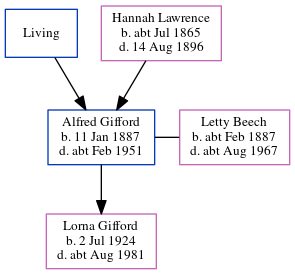 Living
Hannah Lawrence
b. abt Jul 1865
d. 14 Aug 1896
Alfred Gifford
b. 11 Jan 1887
d. abt Feb 1951
Letty Beech
b. abt Feb 1887
d. abt Aug 1967
Lorna Gifford
b. 2 Jul 1924
d. abt Aug 1981